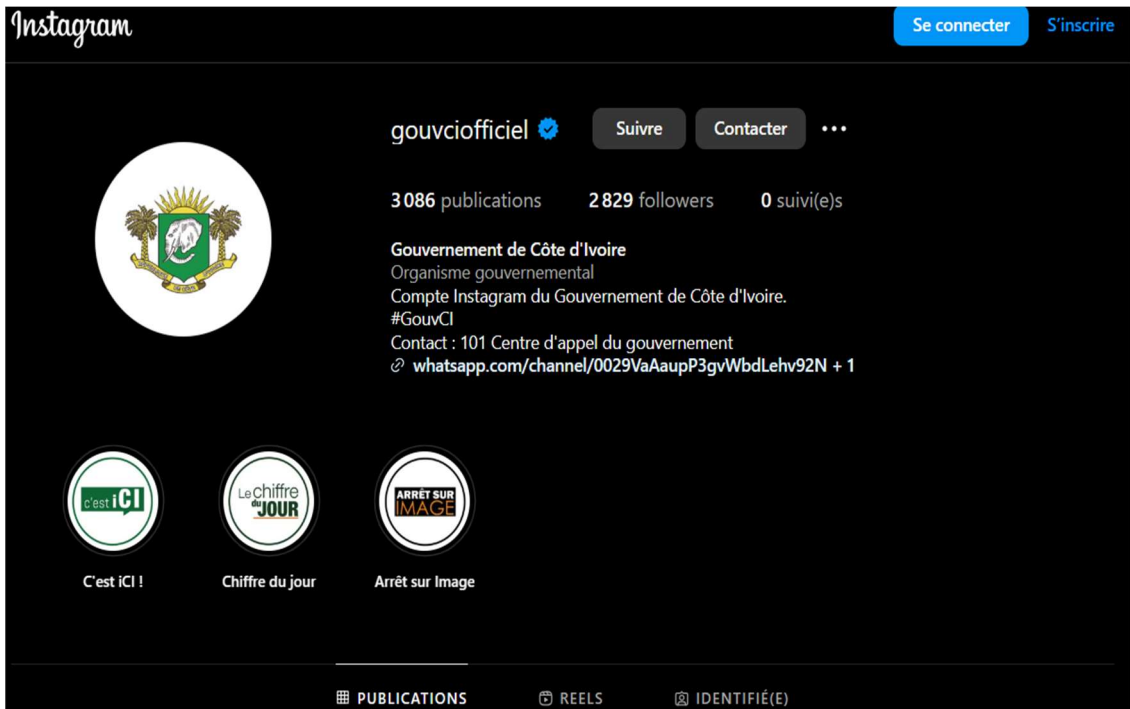 Instagram
Se connecter
S'inscrire
gouvciofficiel
Suivre
Contacter
3 086 publications
2 829 followers
0 suivi(e)s
Gouvernement de Côte d'Ivoire
Organisme gouvernemental
Compte Instagram du Gouvernement de Côte d'Ivoire.
#GouvCI
Contact : 101 Centre d'appel du gouvernement
whatsapp.com/channel/0029VaAaupP3gvWbdLehv92N + 1
c'est iCI
Le chiffre
du JOUR
ARRÊT SUR
IMAGE
C'est iCI !
Chiffre du jour
Arrêt sur Image
PUBLICATIONS
REELS
IDENTIFIÉ(E)